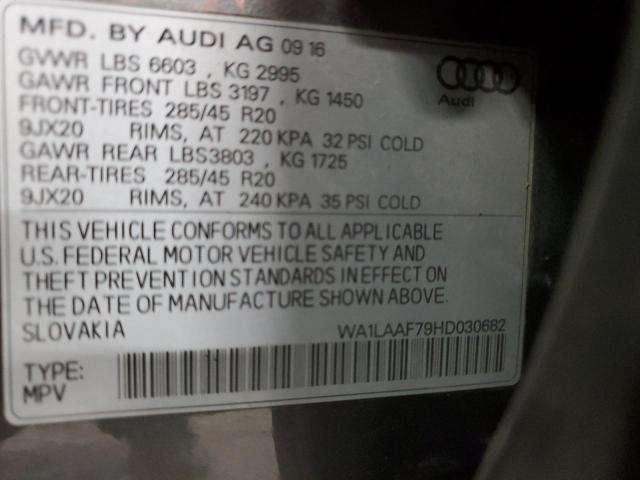 MFD. BY AUDI AG 09 16
GVWR LBS 6603 , KG 2995
GAWR FRONT LBS 3197 , KG 1450
FRONT-TIRES 285/45 R20
9JX20 RIMS, AT 220 KPA 32 PSI COLD
GAWR REAR LBS3803 , KG 1725
REAR-TIRES 285/45 R20
9JX20 RIMS, AT 240 KPA 35 PSI COLD
Audi
THIS VEHICLE CONFORMS TO ALL APPLICABLE
U.S. FEDERAL MOTOR VEHICLE SAFETY AND
THEFT PREVENTION STANDARDS IN EFFECT ON
THE DATE OF MANUFACTURE SHOWN ABOVE.
SLOVAKIA WA1LAAF79HD030682
TYPE:
MPV